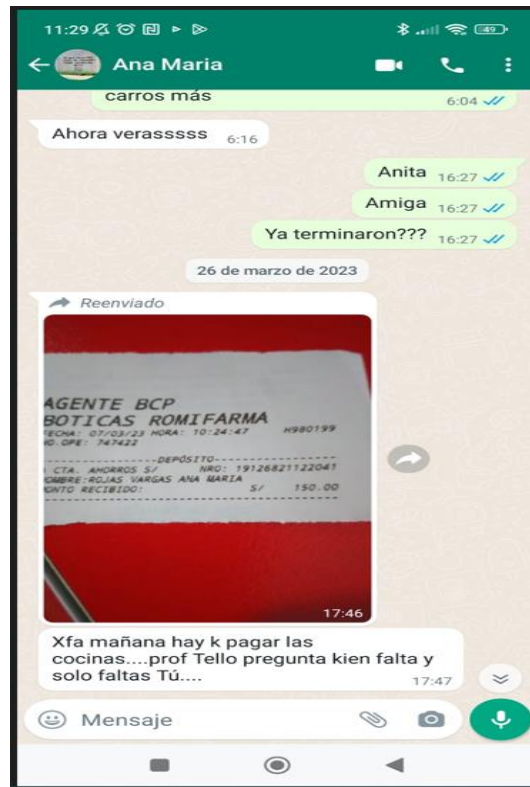 11:29
49
Ana Maria
carros más
6:04
Ahora verasssss 6:16
Anita 16:27
Amiga 16:27
Ya terminaron??? 16:27
26 de marzo de 2023
Reenviado
AGENTE BCP
BOTICAS ROMIFARMA
FECHA: 07/03/23 HORA: 10:24:47 H980199
NO.OPE: 747422
DEPÓSITO
CTA. AHORROS S/ NRO: 19126821122041
NOMBRE:ROJAS VARGAS ANA MARIA
MONTO RECIBIDO: S/ 150.00
17:46
Xfa mañana hay k pagar las
cocinas....prof Tello pregunta kien falta y
solo faltas Tú....
17:47
Mensaje